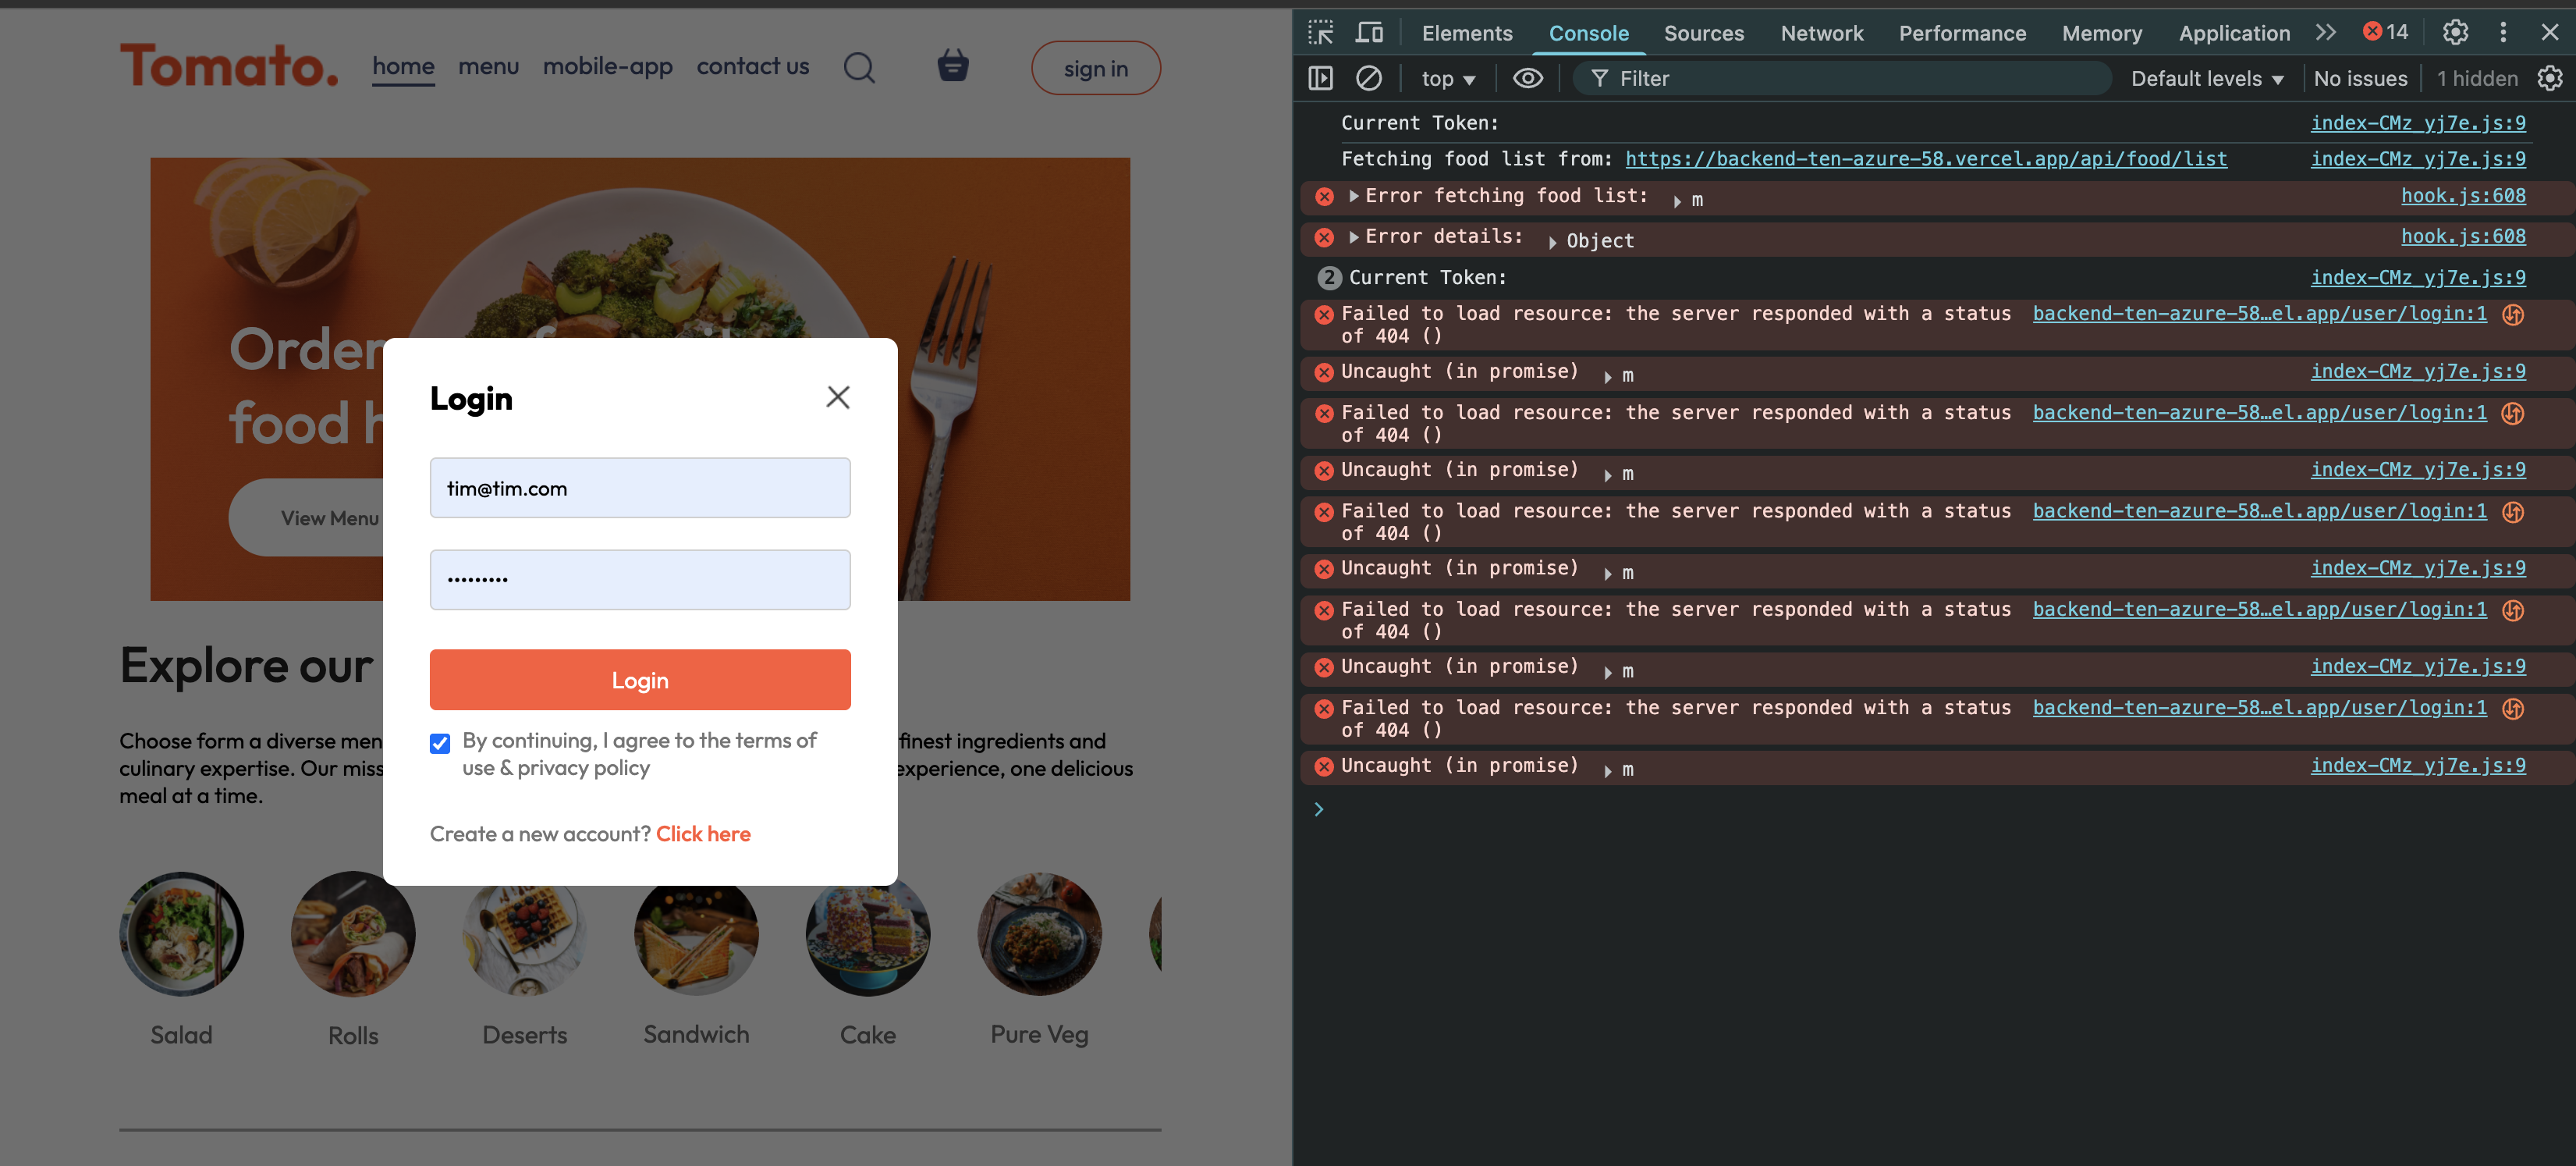 Tomato.
home menu mobile-app contact us
sign in
Order
food h
View Menu
Login
tim@tim.com
•••••••••
Login
By continuing, I agree to the terms of
use & privacy policy
Create a new account? Click here
Explore our
Choose form a diverse men
finest ingredients and
culinary expertise. Our miss
experience, one delicious
meal at a time.
Salad
Rolls
Deserts
Sandwich
Cake
Pure Veg
Elements Console Sources Network Performance Memory Application 14
top Filter Default levels No issues 1 hidden
Current Token: index-CMz_yj7e.js:9
Fetching food list from: https://backend-ten-azure-58.vercel.app/api/food/list index-CMz_yj7e.js:9
Error fetching food list: m hook.js:608
Error details: Object hook.js:608
2 Current Token: index-CMz_yj7e.js:9
Failed to load resource: the server responded with a status backend-ten-azure-58…el.app/user/login:1
of 404 ()
Uncaught (in promise) m index-CMz_yj7e.js:9
Failed to load resource: the server responded with a status backend-ten-azure-58…el.app/user/login:1
of 404 ()
Uncaught (in promise) m index-CMz_yj7e.js:9
Failed to load resource: the server responded with a status backend-ten-azure-58…el.app/user/login:1
of 404 ()
Uncaught (in promise) m index-CMz_yj7e.js:9
Failed to load resource: the server responded with a status backend-ten-azure-58…el.app/user/login:1
of 404 ()
Uncaught (in promise) m index-CMz_yj7e.js:9
Failed to load resource: the server responded with a status backend-ten-azure-58…el.app/user/login:1
of 404 ()
Uncaught (in promise) m index-CMz_yj7e.js:9